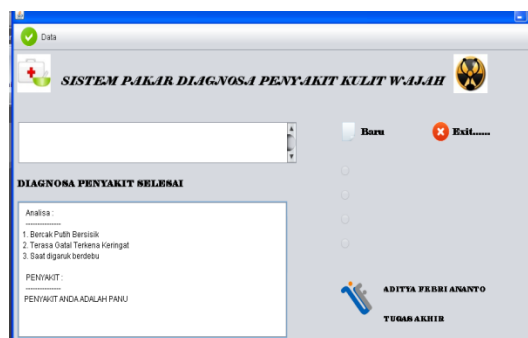 Data
SISTEM PAKAR DIAGNOSA PENYAKIT KULIT WAJAH
Baru
Exit......
DIAGNOSA PENYAKIT SELESAI
Analisa :
---------------
1. Bercak Putih Bersisik
2. Terasa Gatal Terkena Keringat
3. Saat digaruk berdebu
PENYAKIT :
---------------
PENYAKIT ANDA ADALAH PANU
ADITYA FEBRI ANANTO
TUGAS AKHIR